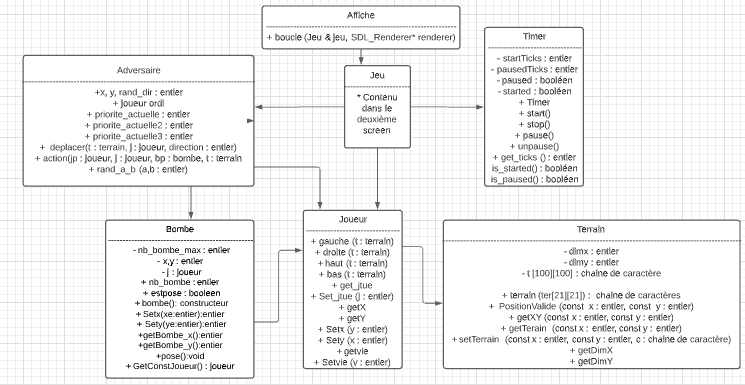 Affiche
+ boucle (Jeu & jeu, SDL_Renderer* renderer)
Adversaire
+x, y, rand_dir : entier
+ joueur ordi
+ priorite_actuelle : entier
+ priorite_actuelle2 : entier
+ priorite_actuelle3 : entier
+ deplacer(t : terrain, j : joueur, direction : entier)
+ action(jp : joueur, j : joueur, bp : bombe, t : terrain
+ rand_a_b (a,b : entier)
Jeu
* Contenu
dans le
deuxième
screen
Timer
- startTicks : entier
- pausedTicks : entier
- paused : booléen
- started : booléen
+ Timer
+ start()
+ stop()
+ pause()
+ unpause()
+ get_ticks () : entier
is_started() : booléen
is_paused() : booléen
Bombe
- nb_bombe_max : entier
- x,y : entier
- j : joueur
+ nb_bombe : entier
+ estpose : booleen
+ bombe(): constructeur
+ Setx(xe:entier):entier
+ Sety(ye:entier):entier
+getBombe_x():entier
+getBombe_y():entier
+pose():void
+ GetConstJoueur() : joueur
Joueur
+ gauche (t : terrain)
+ droite (t : terrain)
+ haut (t : terrain)
+ bas (t : terrain)
+ get_jtue
+ Set_jtue (j : entier)
+ getX
+ getY
+ Setx (y : entier)
+ Sety (x : entier)
+ getvie
+ Setvie (v : entier)
Terrain
- dimx : entier
- dimy : entier
- t [100][100] : chaîne de caractère
+ terrain (ter[21][21]) : chaîne de caractères
+ PositionValide (const x : entier, const y : entier)
+ getXY (const x : entier, const y : entier)
+ getTerrain (const x : entier, const y : entier)
+ setTerrain (const x : entier, const y : entier, c : chaîne de caractère)
+ getDimX
+ getDimY